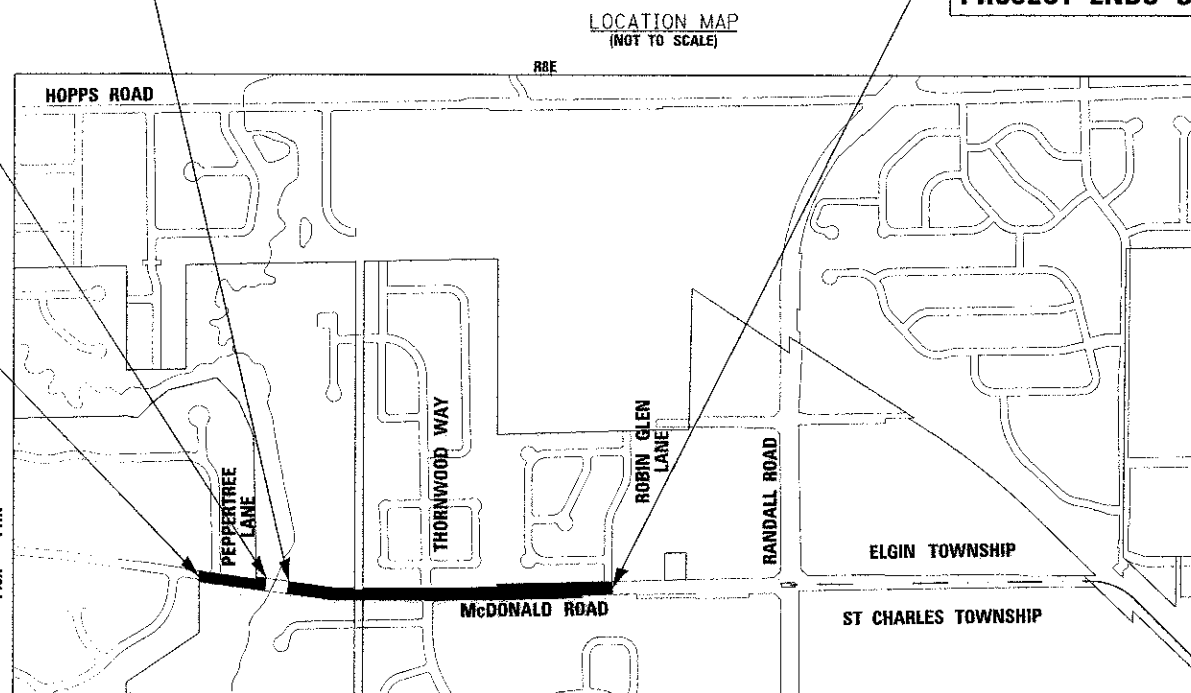 LOCATION MAP
(NOT TO SCALE)
R8E
HOPPS ROAD
PEPPERTREE
LANE
THORNWOOD WAY
ROBIN GLEN
LANE
RANDALL ROAD
ELGIN TOWNSHIP
McDONALD ROAD
ST CHARLES TOWNSHIP